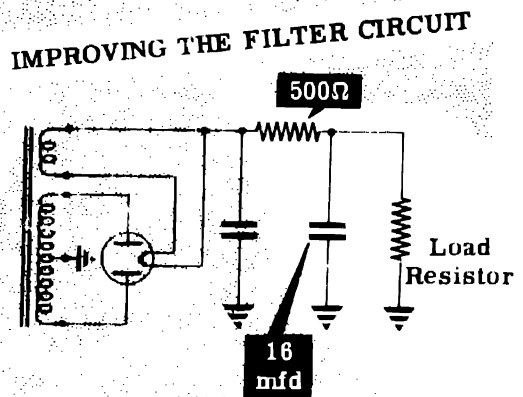 IMPROVING THE FILTER CIRCUIT
500Ω
Load
Resistor
16
mfd